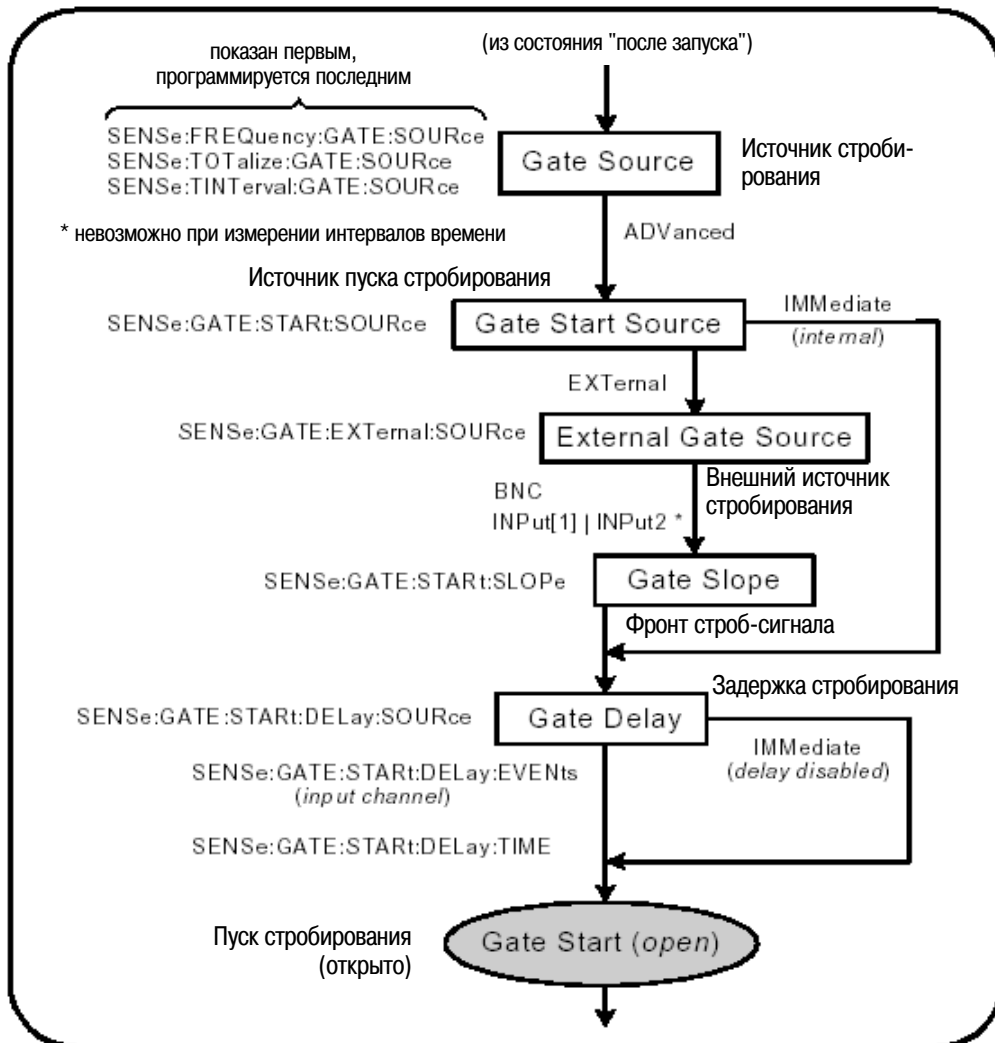 (из состояния "после запуска")
показан первым,
программируется последним
SENSe:FREQuency:GATE:SOURce
SENSe:TOTalize:GATE:SOURce
SENSe:TINTerval:GATE:SOURce
Gate Source
Источник строби-
рования
* невозможно при измерении интервалов времени
ADVanced
Источник пуска стробирования
SENSe:GATE:STARt:SOURce
Gate Start Source
IMMediate
(internal)
EXTernal
SENSe:GATE:EXTernal:SOURce
External Gate Source
Внешний источник
стробирования
BNC
INPut[1] | INPut2 *
SENSe:GATE:STARt:SLOPe
Gate Slope
Фронт строб-сигнала
Задержка стробирования
SENSe:GATE:STARt:DELay:SOURce
Gate Delay
IMMediate
(delay disabled)
SENSe:GATE:STARt:DELay:EVENts
(input channel)
SENSe:GATE:STARt:DELay:TIME
Пуск стробирования
(открыто)
Gate Start (open)